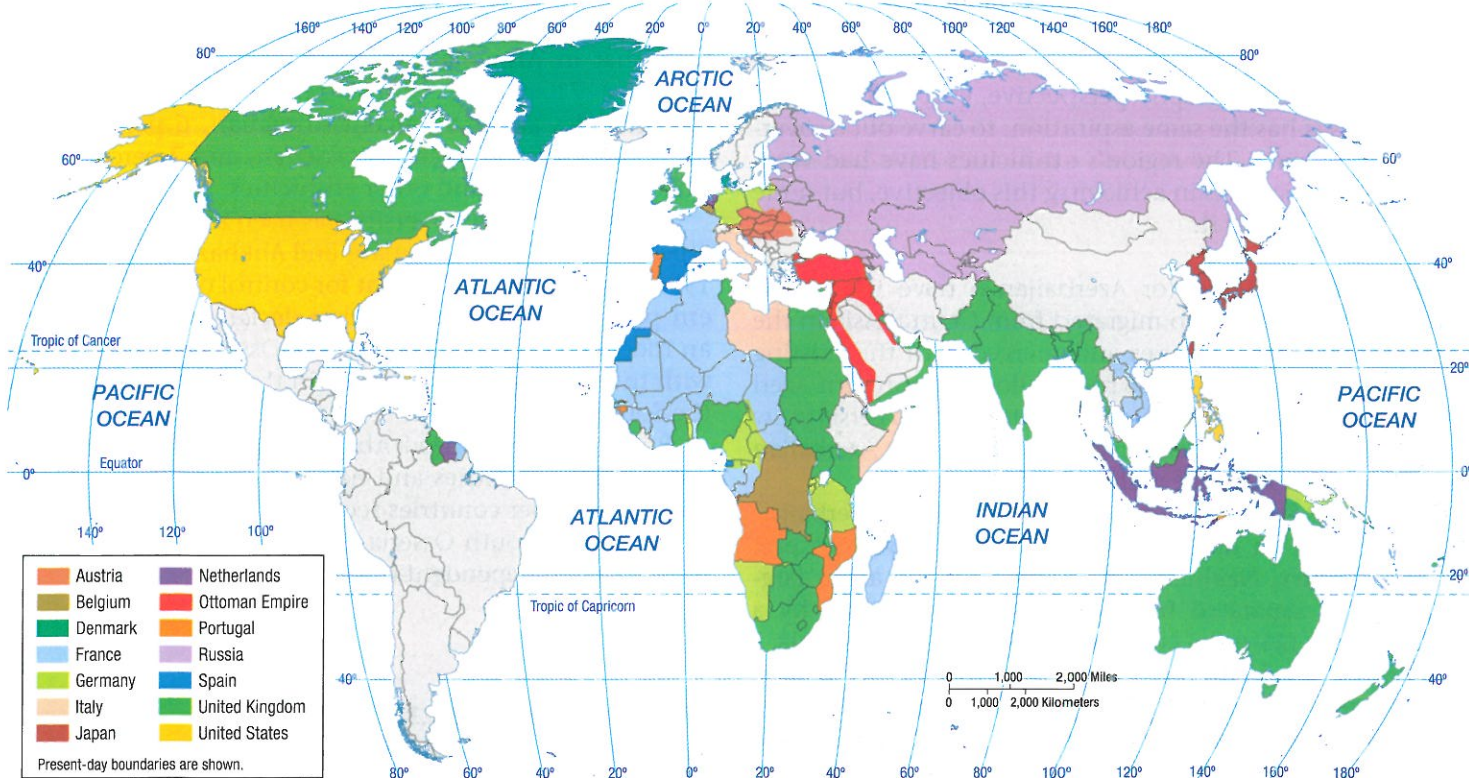 160° 140° 120° 100° 80° 60° 40° 20° 0° 20° 40° 60° 80° 100° 120° 140° 160° 180°
80° 80°
ARCTIC
OCEAN
60° 60°
40° 40°
ATLANTIC
OCEAN
Tropic of Cancer
20°
PACIFIC
OCEAN
PACIFIC
OCEAN
Equator
0° 0°
ATLANTIC
OCEAN
INDIAN
OCEAN
140° 120° 100°
20°
Tropic of Capricorn
40° 40°
0 1,000 2,000 Miles
0 1,000 2,000 Kilometers
Austria
Belgium
Denmark
France
Germany
Italy
Japan
Netherlands
Ottoman Empire
Portugal
Russia
Spain
United Kingdom
United States
Present-day boundaries are shown.
80° 60° 40° 20° 0° 20° 40° 60° 80° 100° 120° 140° 160° 180°